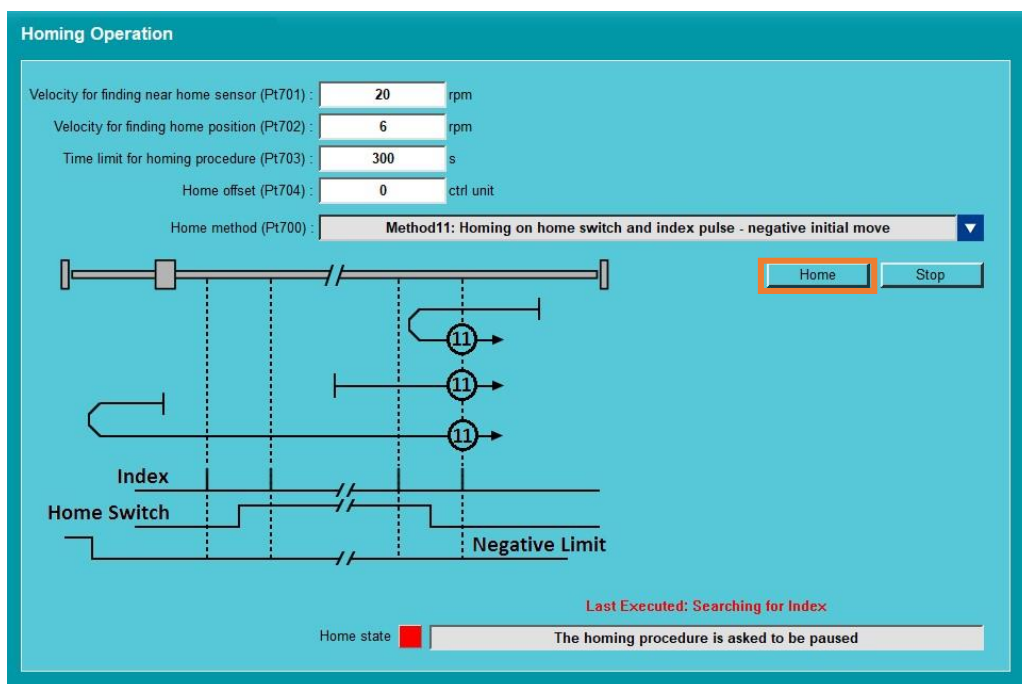 Homing Operation
Velocity for finding near home sensor (Pt701) : 20 rpm
Velocity for finding home position (Pt702) : 6 rpm
Time limit for homing procedure (Pt703) : 300 s
Home offset (Pt704) : 0 ctrl unit
Home method (Pt700) : Method11: Homing on home switch and index pulse - negative initial move
Home Stop
11
11
11
Index
Home Switch
Negative Limit
Last Executed: Searching for Index
Home state The homing procedure is asked to be paused